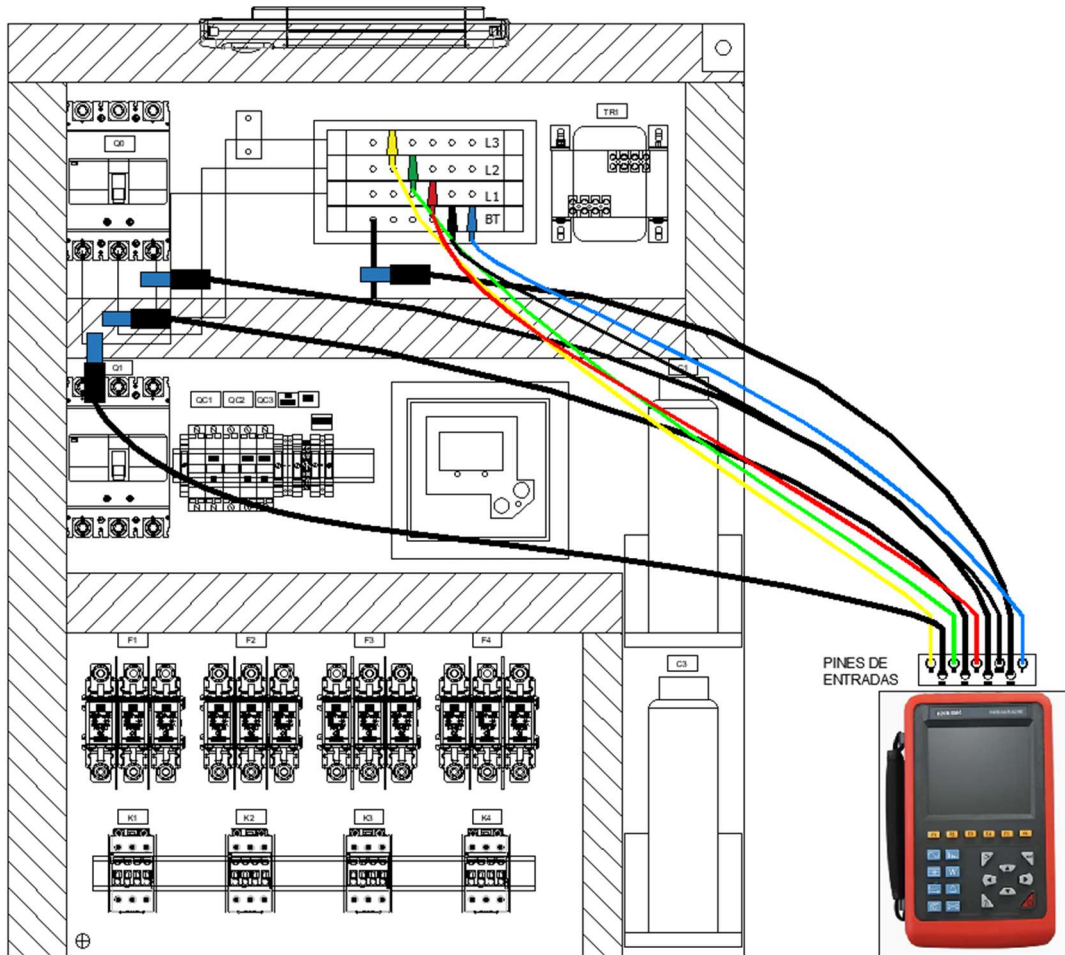 TR1
Q0
L3
L2
L1
BT
Q1
QC1
QC2
QC3
F1
F2
F3
F4
C3
PINES DE
ENTRADAS
K1
K2
K3
K4